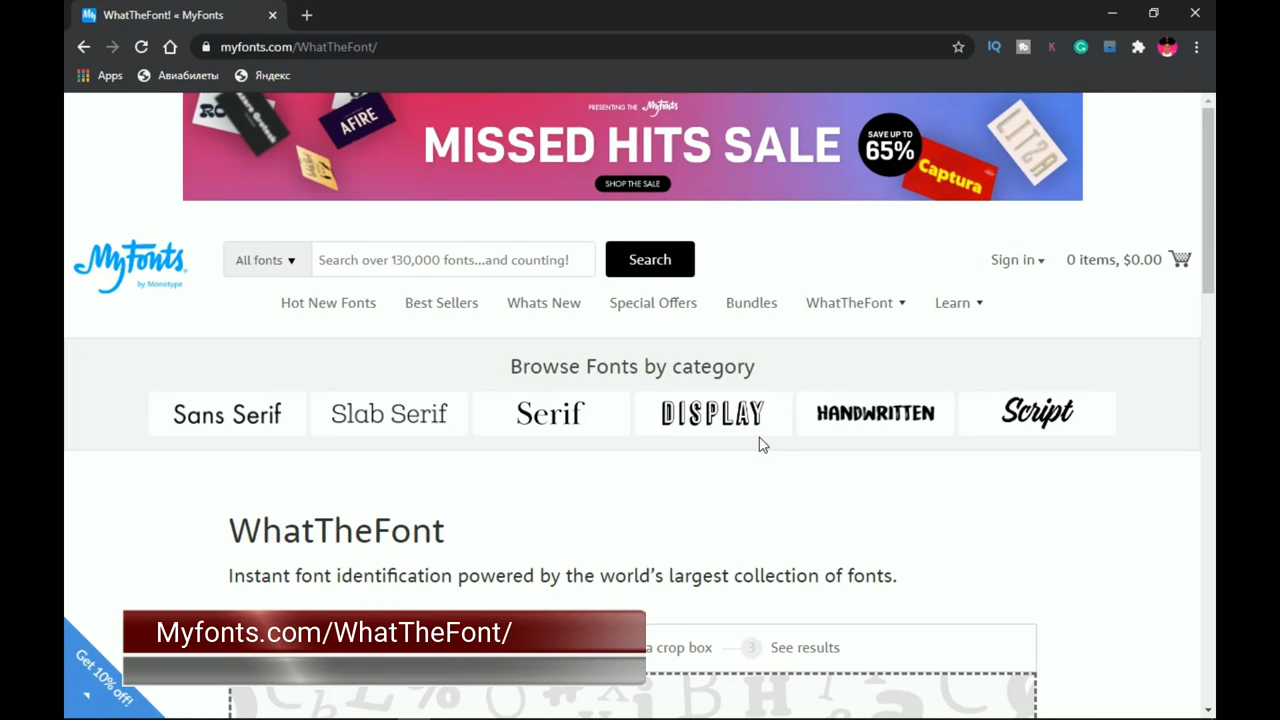 WhatTheFont! « MyFonts
myfonts.com/WhatTheFont/
Apps Авиабилеты Яндекс
PRESENTING THE MyFonts
MISSED HITS SALE
SAVE UP TO
65%
SHOP THE SALE
AFIRE
Captura
MyFonts
by Monotype
All fonts ▼ Search over 130,000 fonts...and counting! Search
Sign in 0 items, $0.00
Hot New Fonts Best Sellers Whats New Special Offers Bundles WhatTheFont Learn
Browse Fonts by category
Sans Serif Slab Serif Serif DISPLAY HANDWRITTEN Script
WhatTheFont
Instant font identification powered by the world's largest collection of fonts.
Myfonts.com/WhatTheFont/
a crop box 3 See results
Get 10% off!